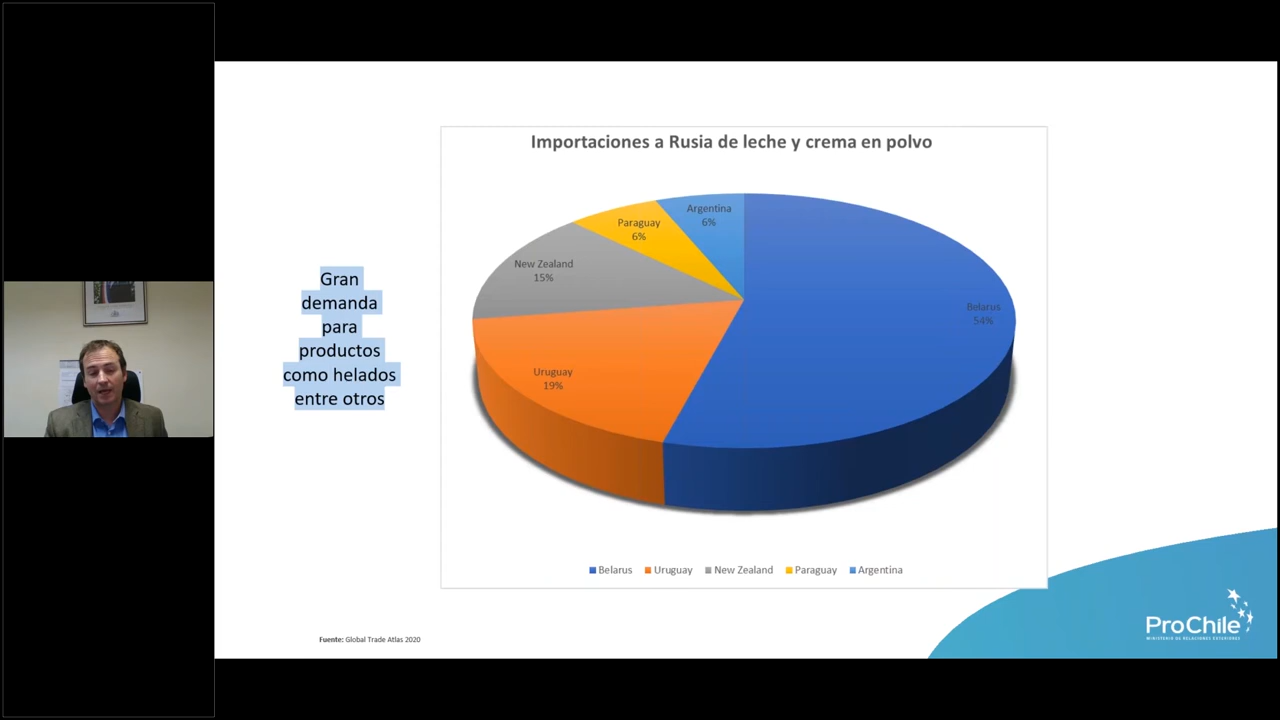 Importaciones a Rusia de leche y crema en polvo
Argentina
6%
Paraguay
6%
New Zealand
15%
Belarus
54%
Uruguay
19%
Gran
demanda
para
productos
como helados
entre otros
Belarus Uruguay New Zealand Paraguay Argentina
Fuente: Global Trade Atlas 2020
ProChile
MINISTERIO DE RELACIONES EXTERIORES